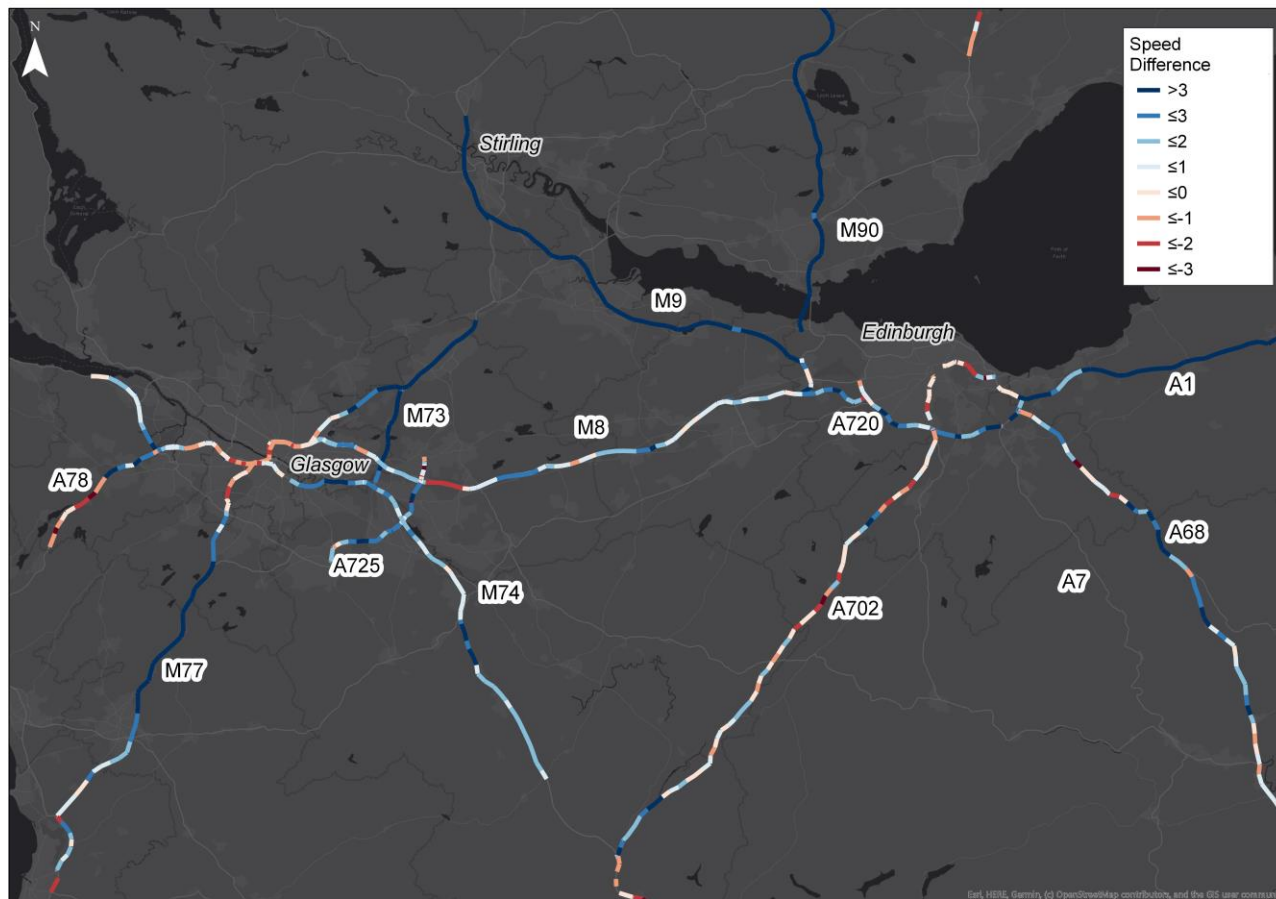 N
Speed
Difference
>3
≤3
≤2
≤1
≤0
≤-1
≤-2
≤-3
Stirling
M90
M9
Edinburgh
A1
M73
M8
A720
Glasgow
A78
A68
A725
A7
M74
A702
M77
Esri, HERE, Garmin, (c) OpenStreetMap contributors, and the GIS user commun